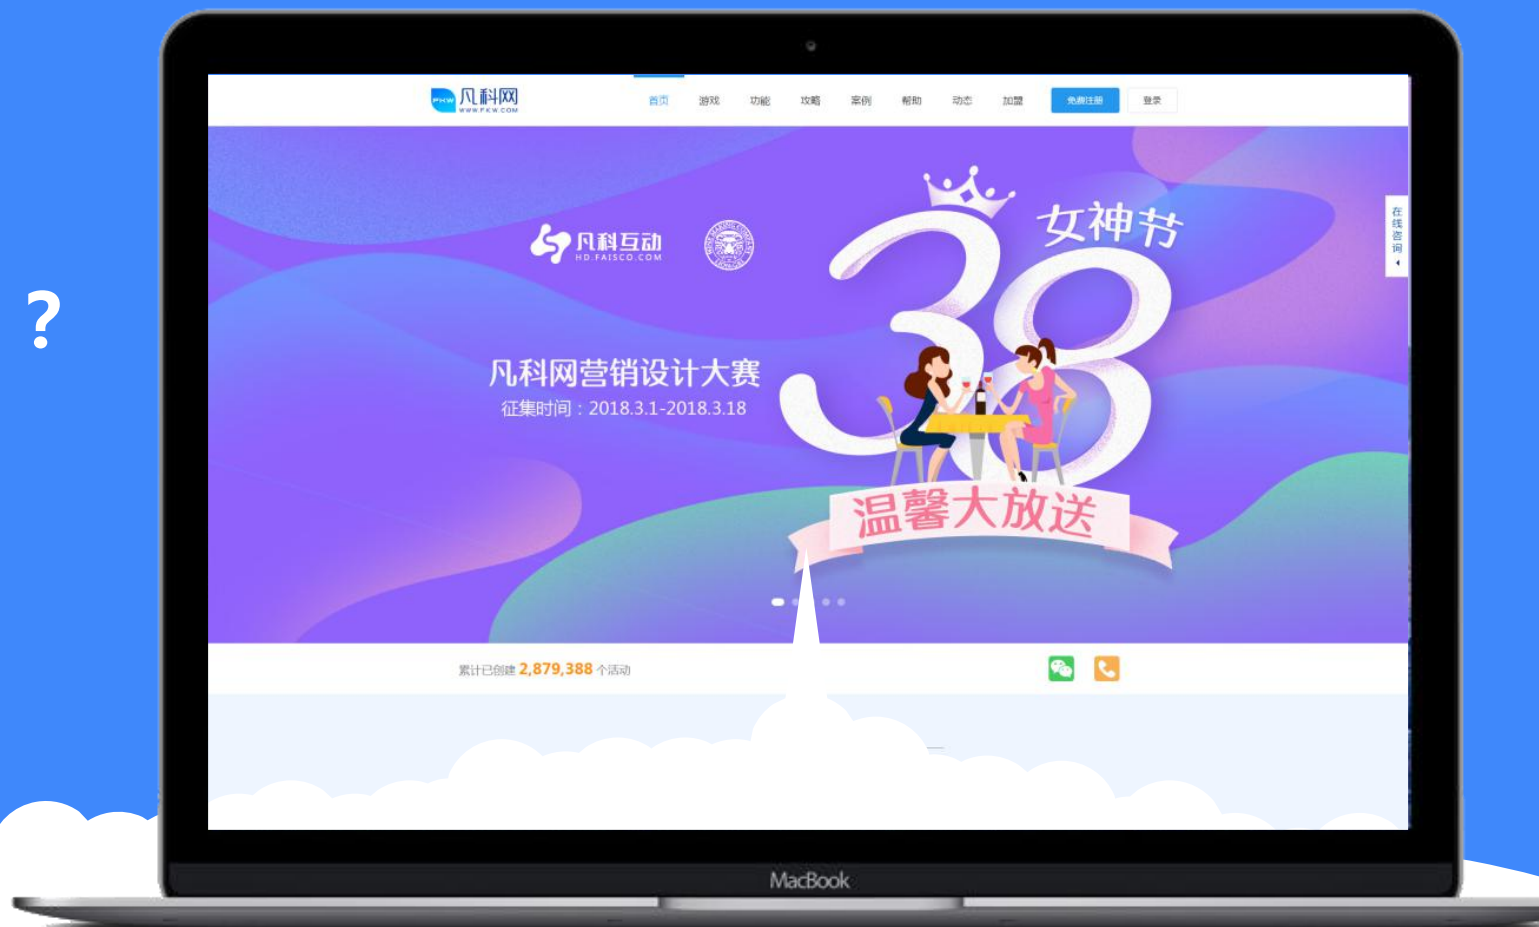 ?
凡科网
WWW.FKW.COM
首页 游戏 功能 攻略 案例 帮助 动态 加盟 免费注册 登录
凡科互动
HD.FAISCO.COM
女神节
38
在线咨询
凡科网营销设计大赛
征集时间：2018.3.1-2018.3.18
温馨大放送
累计已创建 2,879,388 个活动
MacBook